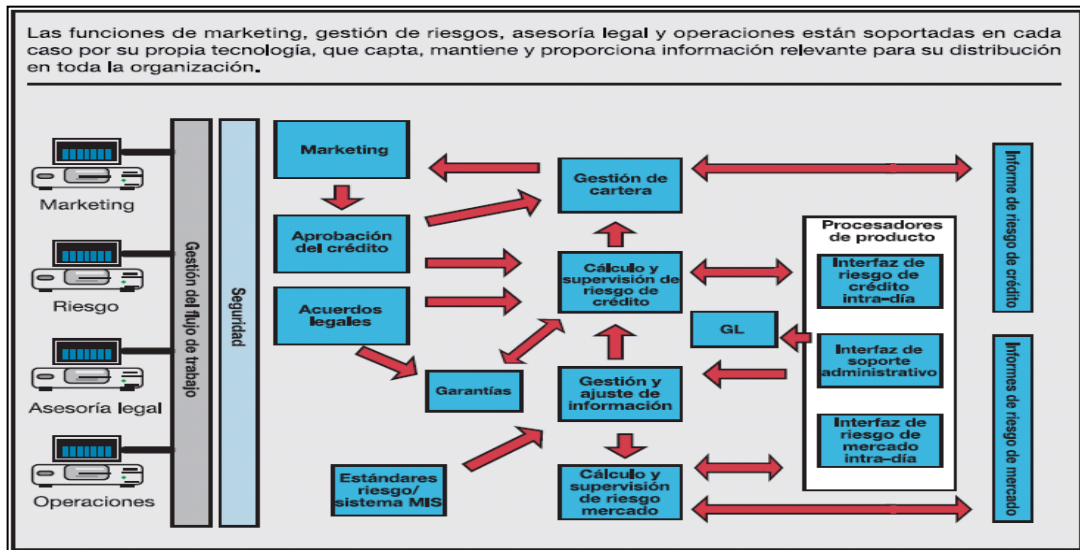 Las funciones de marketing, gestión de riesgos, asesoría legal y operaciones están soportadas en cada
caso por su propia tecnología, que capta, mantiene y proporciona información relevante para su distribución
en toda la organización.
Marketing
Riesgo
Asesoría legal
Operaciones
Gestión del flujo de trabajo
Seguridad
Marketing
Aprobación
del crédito
Acuerdos
legales
Garantías
Estándares
riesgo/
sistema MIS
Gestión de
cartera
Cálculo y
supervisión de
riesgo de
crédito
Gestión y
ajuste de
información
Cálculo y
supervisión
de riesgo
mercado
GL
Procesadores
de producto
Interfaz de
riesgo de
crédito
intra-día
Interfaz de
soporte
administrativo
Interfaz de
riesgo de
mercado
intra-día
Informe de
riesgo de crédito
Informes de
riesgo de mercado